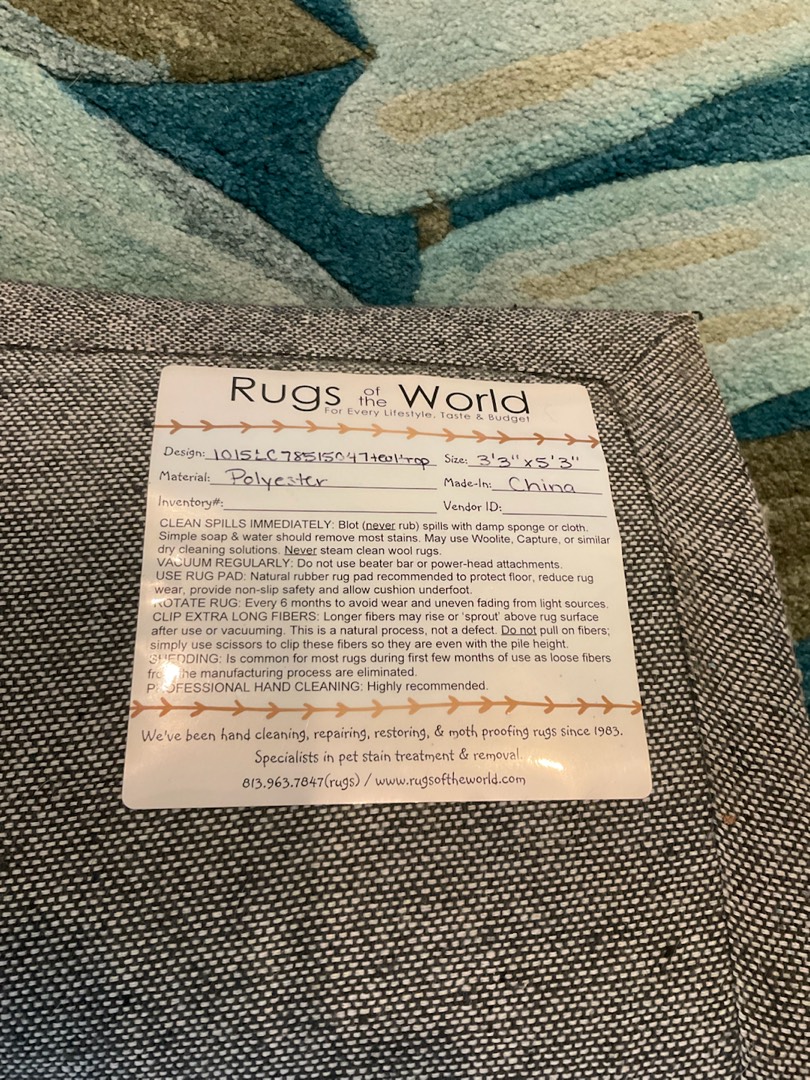 Rugs of the World
For Every Lifestyle, Taste & Budget
Design: Size: 3'3" x 5'3"
Material: Polyester Made-In: China
Inventory#: Vendor ID:
CLEAN SPILLS IMMEDIATELY: Blot (never rub) spills with damp sponge or cloth.
Simple soap & water should remove most stains. May use Woolite, Capture, or similar
dry cleaning solutions. Never steam clean wool rugs.
VACUUM REGULARLY: Do not use beater bar or power-head attachments.
USE RUG PAD: Natural rubber rug pad recommended to protect floor, reduce rug
wear, provide non-slip safety and allow cushion underfoot.
ROTATE RUG: Every 6 months to avoid wear and uneven fading from light sources.
CLIP EXTRA LONG FIBERS: Longer fibers may rise or 'sprout' above rug surface
after use or vacuuming. This is a natural process, not a defect. Do not pull on fibers;
simply use scissors to clip these fibers so they are even with the pile height.
SHEDDING: Is common for most rugs during first few months of use as loose fibers
from the manufacturing process are eliminated.
PROFESSIONAL HAND CLEANING: Highly recommended.
We've been hand cleaning, repairing, restoring, & moth proofing rugs since 1983.
Specialists in pet stain treatment & removal.
813.963.7847(rugs) / www.rugsoftheworld.com